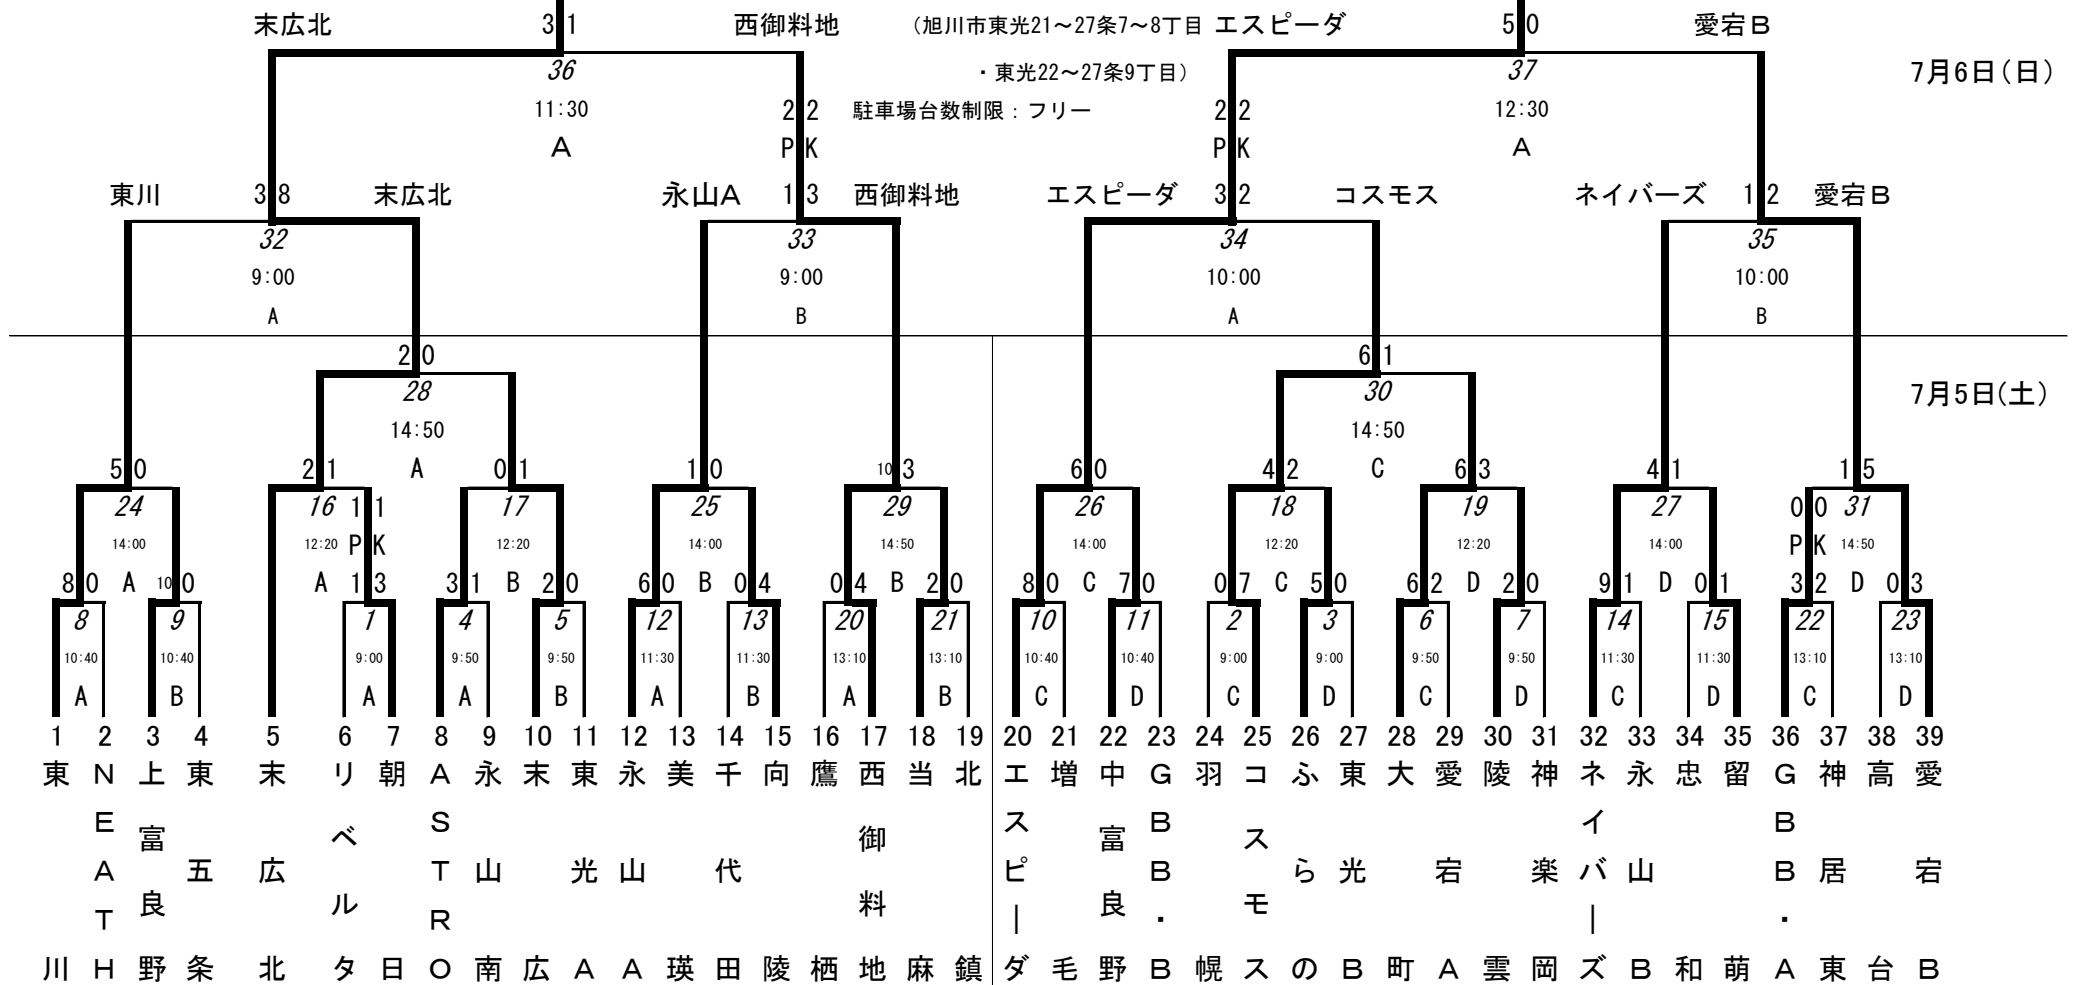 末広北 3 1 西御料地 （旭川市東光21～27条7～8丁目 エスピーダ 5 0 愛宕B
36 ・東光22～27条9丁目） 37 7月6日(日)
11:30 2 2 駐車場台数制限：フリー 2 2 12:30
A P K P K A
東川 3 8 末広北 永山A 1 3 西御料地 エスピーダ 3 2 コスモス ネイバーズ 1 2 愛宕B
32 33 34 35
9:00 9:00 10:00 10:00
A B A B
2 0 6 1
28 30 7月5日(土)
14:50 14:50
5 0 2 1 A 0 1 1 0 10 3 6 0 4 2 C 6 3 4 1 1 5
24 16 1 1 17 25 29 26 18 19 27 0 0 31
14:00 12:20 P K 12:20 14:00 14:50 14:00 12:20 12:20 14:00 P K 14:50
8 0 A 10 0 A 1 3 3 1 B 2 0 6 0 B 0 4 0 4 B 2 0 8 0 C 7 0 0 7 C 5 0 6 2 D 2 0 9 1 D 0 1 3 2 D 0 3
8 9 1 4 5 12 13 20 21 10 11 2 3 6 7 14 15 22 23
10:40 10:40 9:00 9:50 9:50 11:30 11:30 13:10 13:10 10:40 10:40 9:00 9:00 9:50 9:50 11:30 11:30 13:10 13:10
A B A A B A B A B C D C D C D C D C D
1 2 3 4 5 6 7 8 9 10 11 12 13 14 15 16 17 18 19 20 21 22 23 24 25 26 27 28 29 30 31 32 33 34 35 36 37 38 39
東川
NEATH
上富良野
東五条
末広北
リベルタ
朝日
ASTRO
永山南
末広
東光A
永山A
美瑛
千代田
向陵
鷹栖
西御料地
当麻
北鎮
エスピーダ
増毛
中富良野
GBB・B
羽幌
コスモス
ふらの
東光B
大町
愛宕A
陵雲
神楽岡
ネイバーズ
永山B
忠和
留萌
GBB・A
神居東
高台
愛宕B